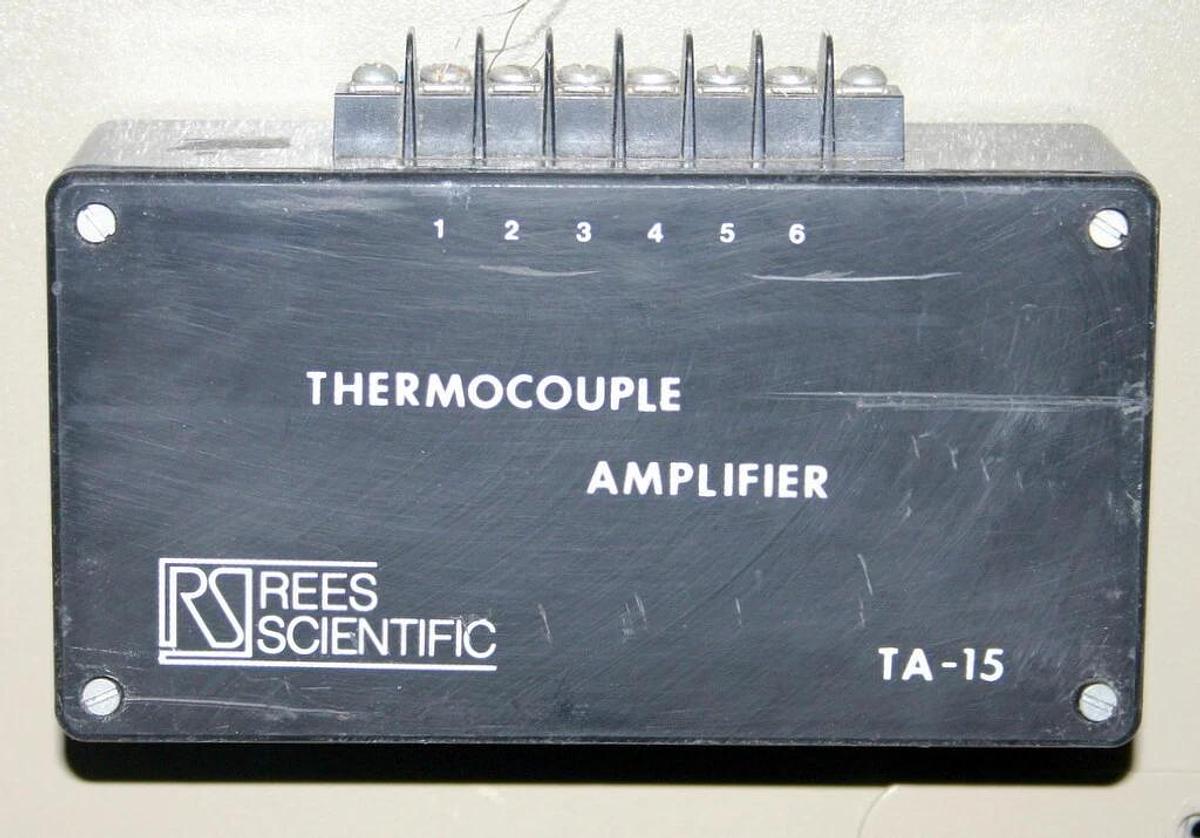 1 2 3 4 5 6
THERMOCOUPLE
AMPLIFIER
RS REES
SCIENTIFIC
TA-15